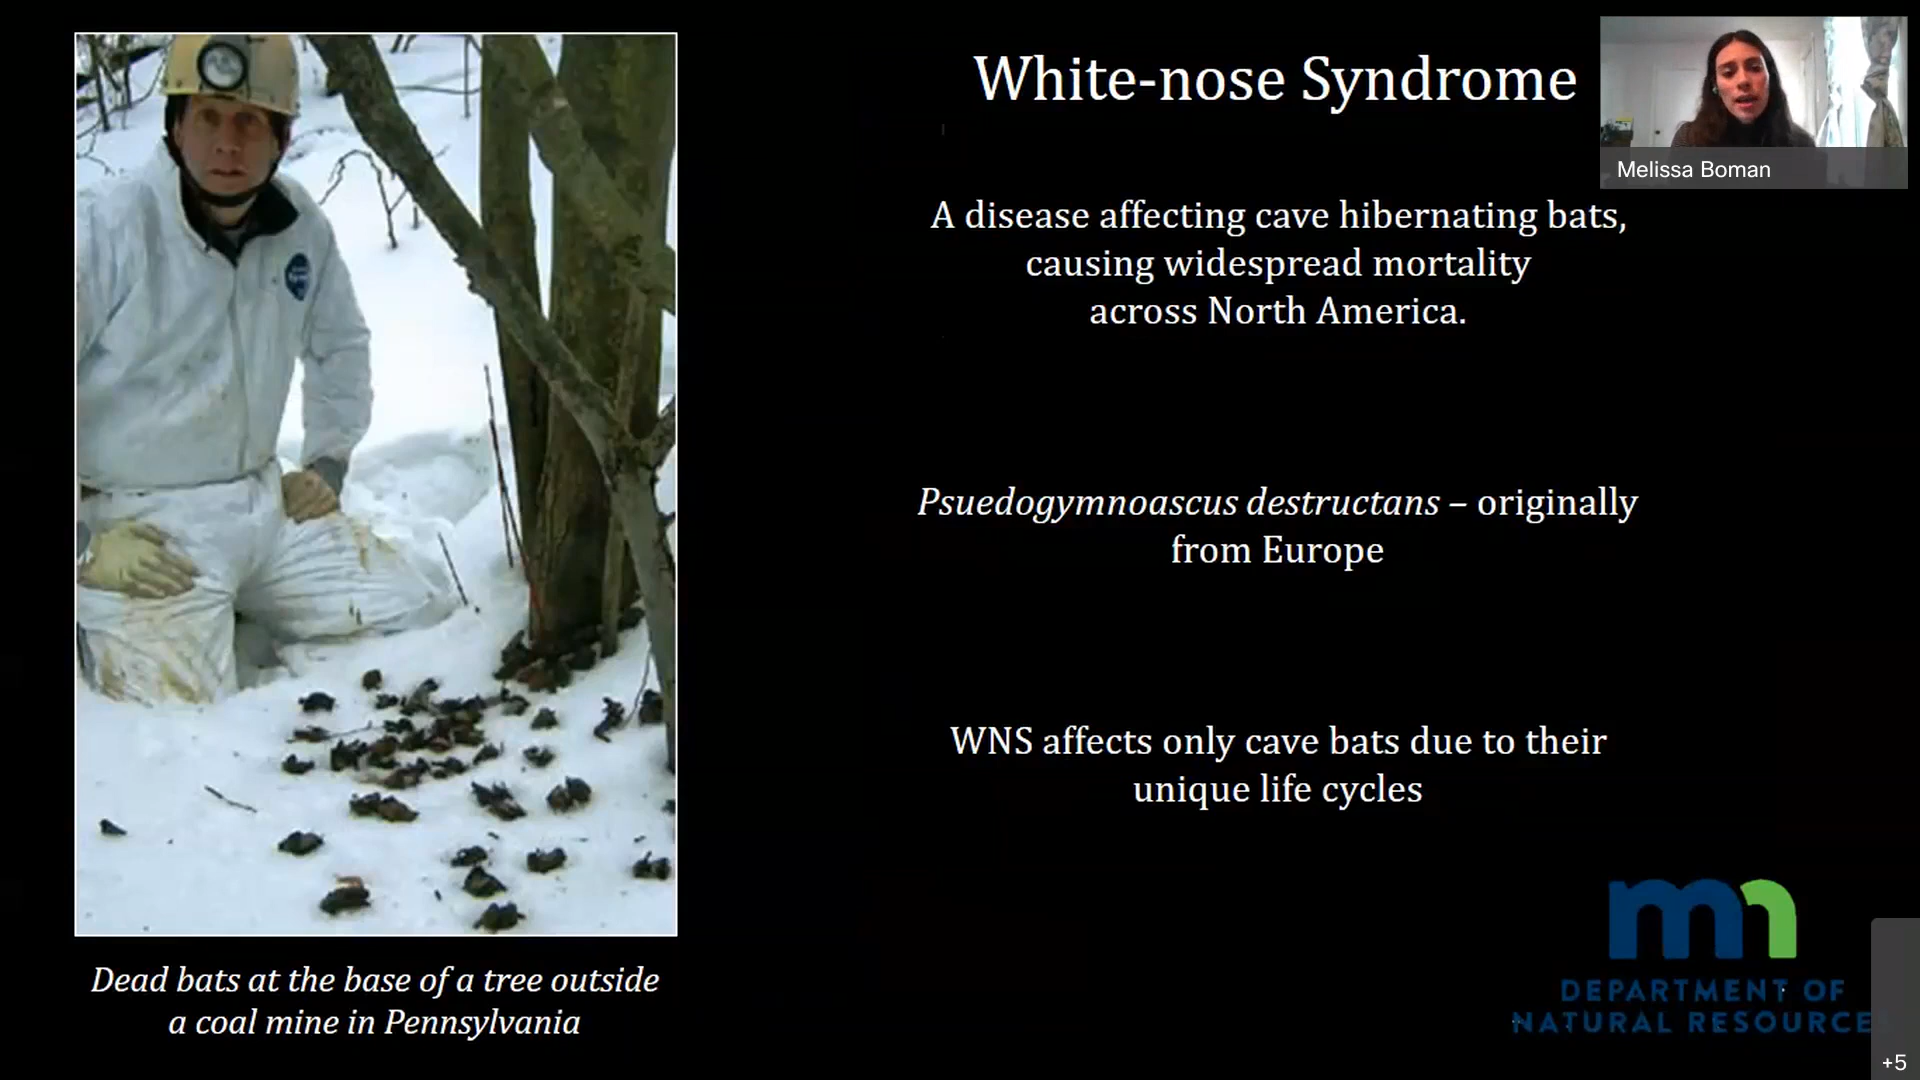 White-nose Syndrome
Melissa Boman
A disease affecting cave hibernating bats,
causing widespread mortality
across North America.
Psuedogymnoascus destructans – originally
from Europe
WNS affects only cave bats due to their
unique life cycles
Dead bats at the base of a tree outside
a coal mine in Pennsylvania
mn
DEPARTMENT OF
NATURAL RESOURCE
+5